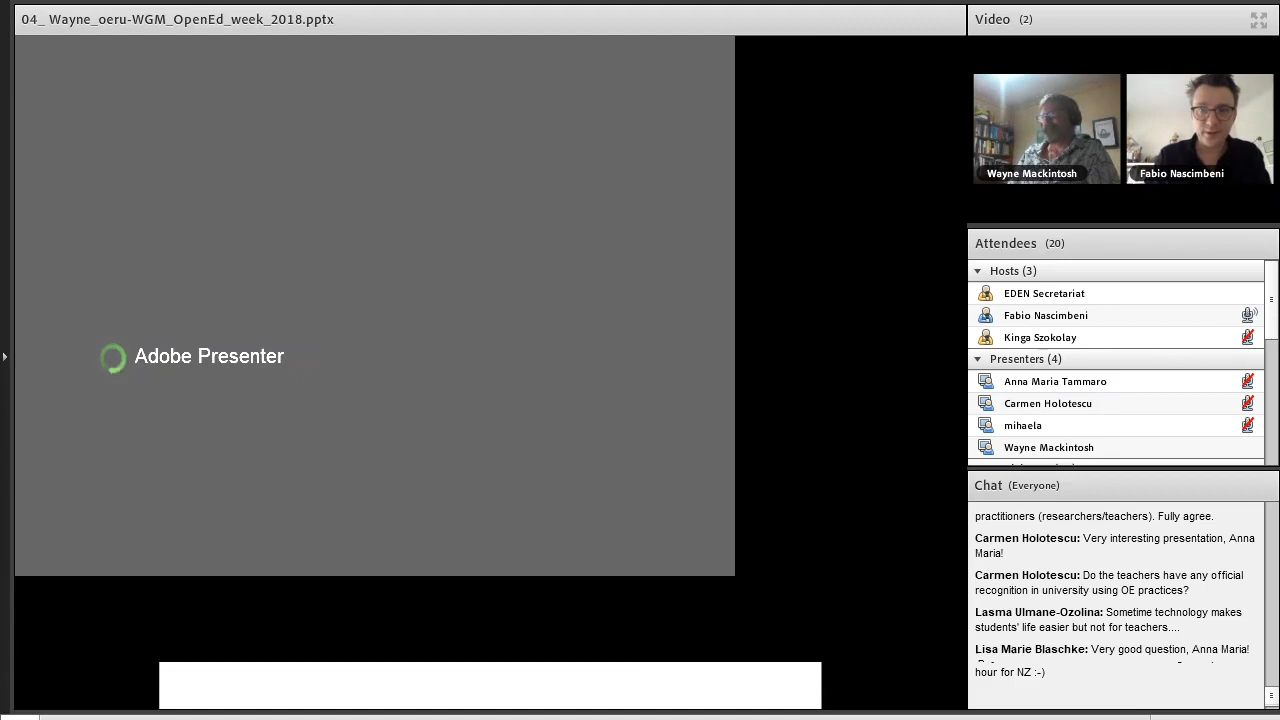 04_ Wayne_oeru-WGM_OpenEd_week_2018.pptx
Adobe Presenter
Video (2)
Wayne Mackintosh
Fabio Nascimbeni
Attendees (20)
Hosts (3)
EDEN Secretariat
Fabio Nascimbeni
Kinga Szokolay
Presenters (4)
Anna Maria Tammaro
Carmen Holotescu
mihaela
Wayne Mackintosh
Chat (Everyone)
practitioners (researchers/teachers). Fully agree.
Carmen Holotescu: Very interesting presentation, Anna
Maria!
Carmen Holotescu: Do the teachers have any official
recognition in university using OE practices?
Lasma Ulmane-Ozolina: Sometime technology makes
students' life easier but not for teachers....
Lisa Marie Blaschke: Very good question, Anna Maria!
hour for NZ :-)